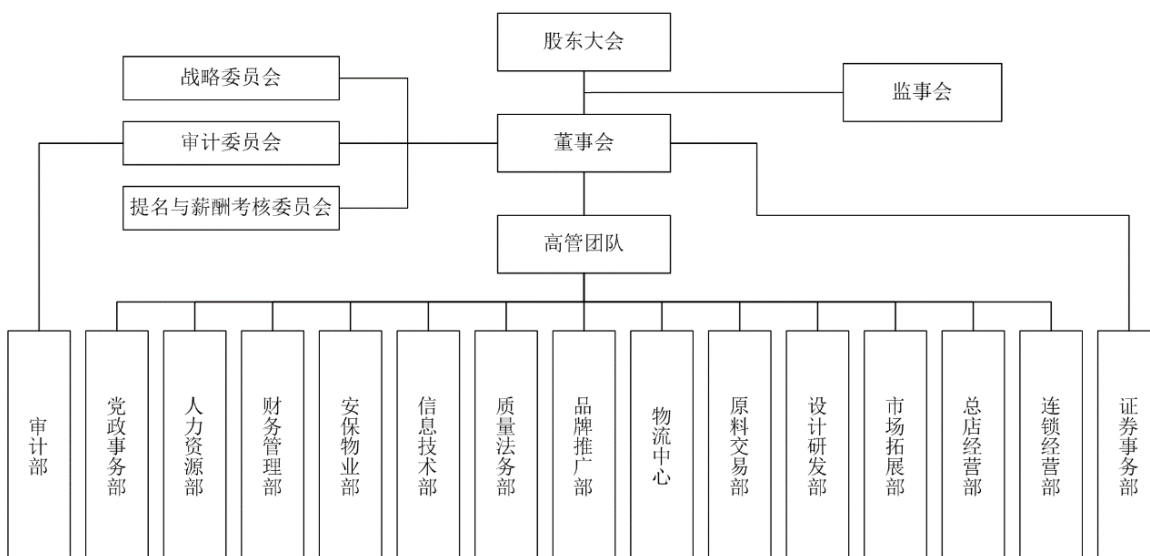 股东大会
战略委员会
监事会
审计委员会
董事会
提名与薪酬考核委员会
高管团队
审计部
党政事务部
人力资源部
财务管理部
安保物业部
信息技术部
质量法务部
品牌推广部
物流中心
原料交易部
设计研发部
市场拓展部
总店经营部
连锁经营部
证券事务部